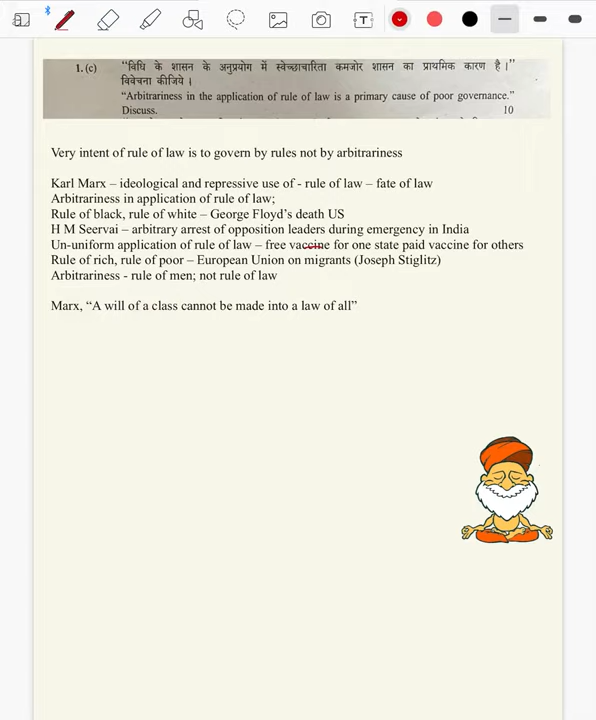 1. (c) "विधि के शासन के अनुप्रयोग में स्वेच्छाचारिता कमजोर शासन का प्राथमिक कारण है।"
विवेचना कीजिये ।
"Arbitrariness in the application of rule of law is a primary cause of poor governance."
Discuss. 10
Very intent of rule of law is to govern by rules not by arbitrariness
Karl Marx – ideological and repressive use of - rule of law – fate of law
Arbitrariness in application of rule of law;
Rule of black, rule of white – George Floyd's death US
H M Seervai – arbitrary arrest of opposition leaders during emergency in India
Un-uniform application of rule of law – free vaccine for one state paid vaccine for others
Rule of rich, rule of poor – European Union on migrants (Joseph Stiglitz)
Arbitrariness - rule of men; not rule of law
Marx, "A will of a class cannot be made into a law of all"